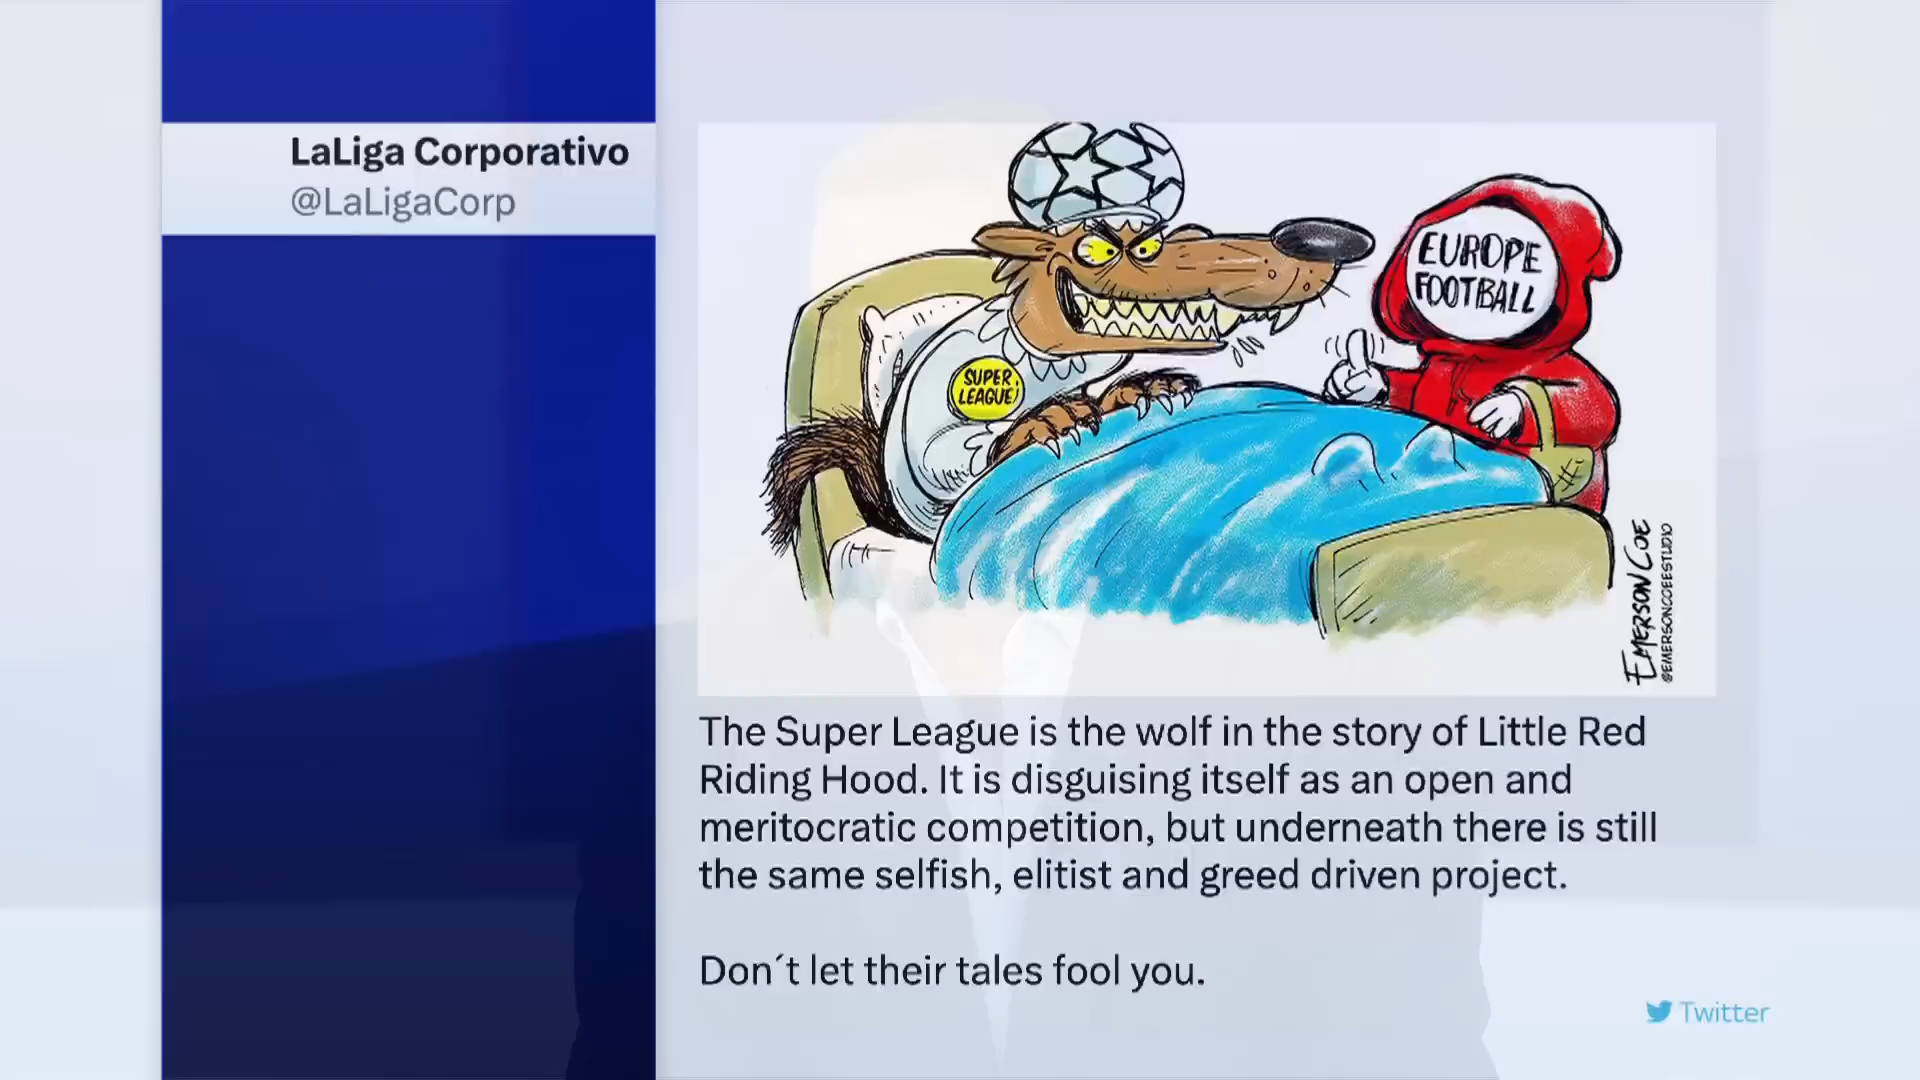 LaLiga Corporativo
@LaLigaCorp
SUPER
LEAGUE!
EUROPE
FOOTBALL
EMERSON COE
@EMERSONCOEESTUDIO
The Super League is the wolf in the story of Little Red
Riding Hood. It is disguising itself as an open and
meritocratic competition, but underneath there is still
the same selfish, elitist and greed driven project.
Don´t let their tales fool you.
Twitter